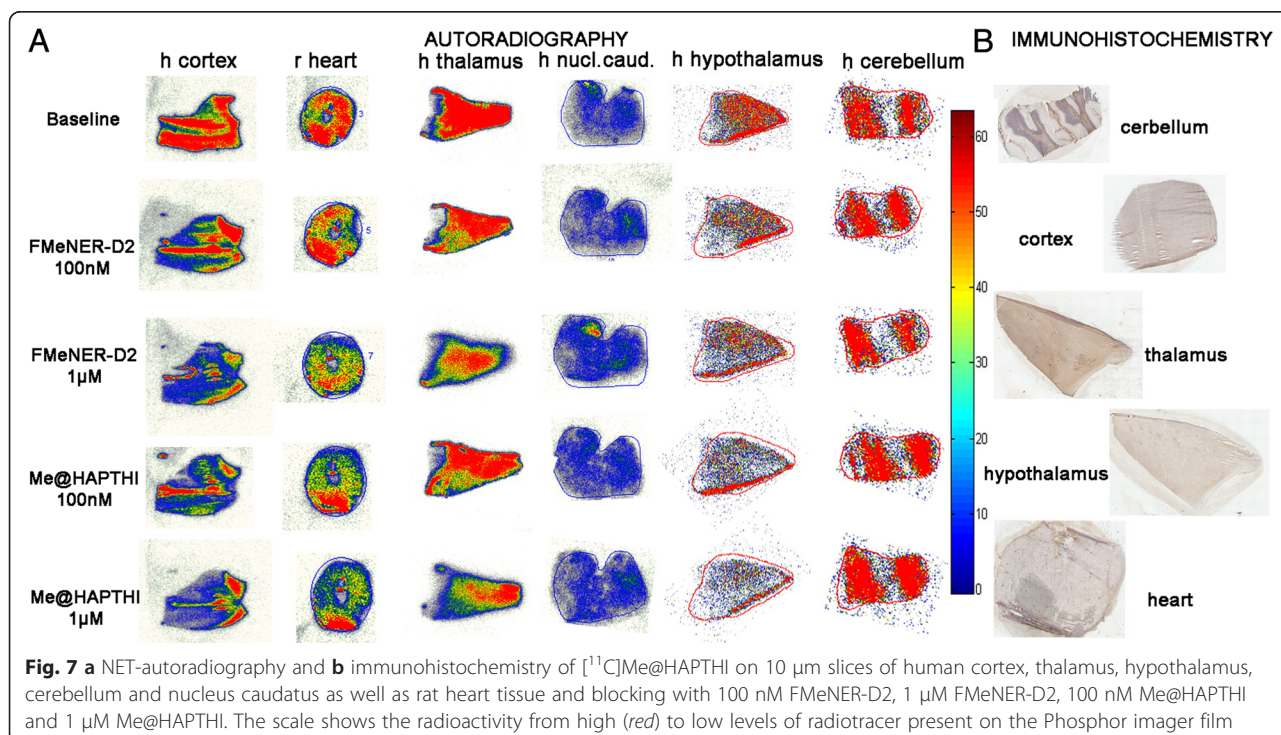 A
AUTORADIOGRAPHY
B IMMUNOHISTOCHEMISTRY
h cortex r heart h thalamus h nucl.caud. h hypothalamus h cerebellum
Baseline
FMeNER-D2
100nM
FMeNER-D2
1µM
Me@HAPTHI
100nM
Me@HAPTHI
1µM
3
5
7
60
50
40
30
20
10
0
cerbellum
cortex
thalamus
hypothalamus
heart
Fig. 7 a NET-autoradiography and b immunohistochemistry of [¹¹C]Me@HAPTHI on 10 µm slices of human cortex, thalamus, hypothalamus,
cerebellum and nucleus caudatus as well as rat heart tissue and blocking with 100 nM FMeNER-D2, 1 µM FMeNER-D2, 100 nM Me@HAPTHI
and 1 µM Me@HAPTHI. The scale shows the radioactivity from high (red) to low levels of radiotracer present on the Phosphor imager film